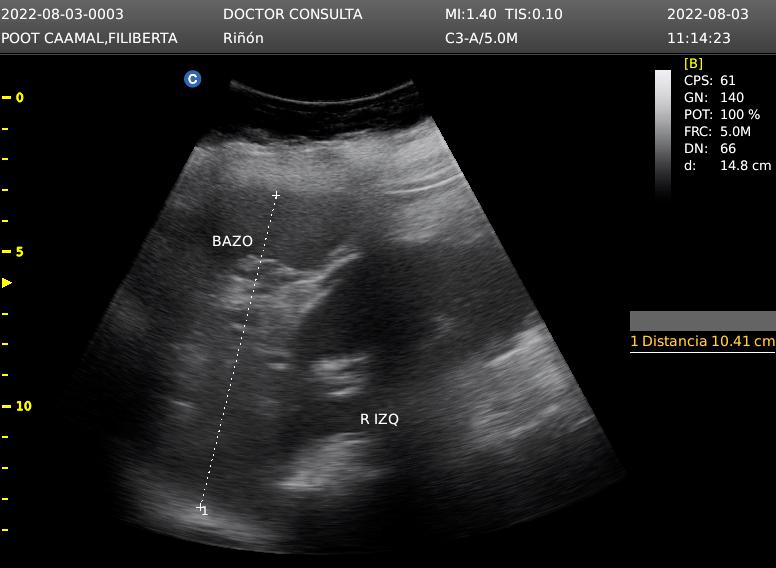 2022-08-03-0003 DOCTOR CONSULTA MI:1.40 TIS:0.10 2022-08-03
POOT CAAMAL,FILIBERTA Riñón C3-A/5.0M 11:14:23
C
[B]
CPS: 61
GN: 140
POT: 100 %
FRC: 5.0M
DN: 66
d: 14.8 cm
0
5
10
BAZO
1 Distancia 10.41 cm
R IZQ
1